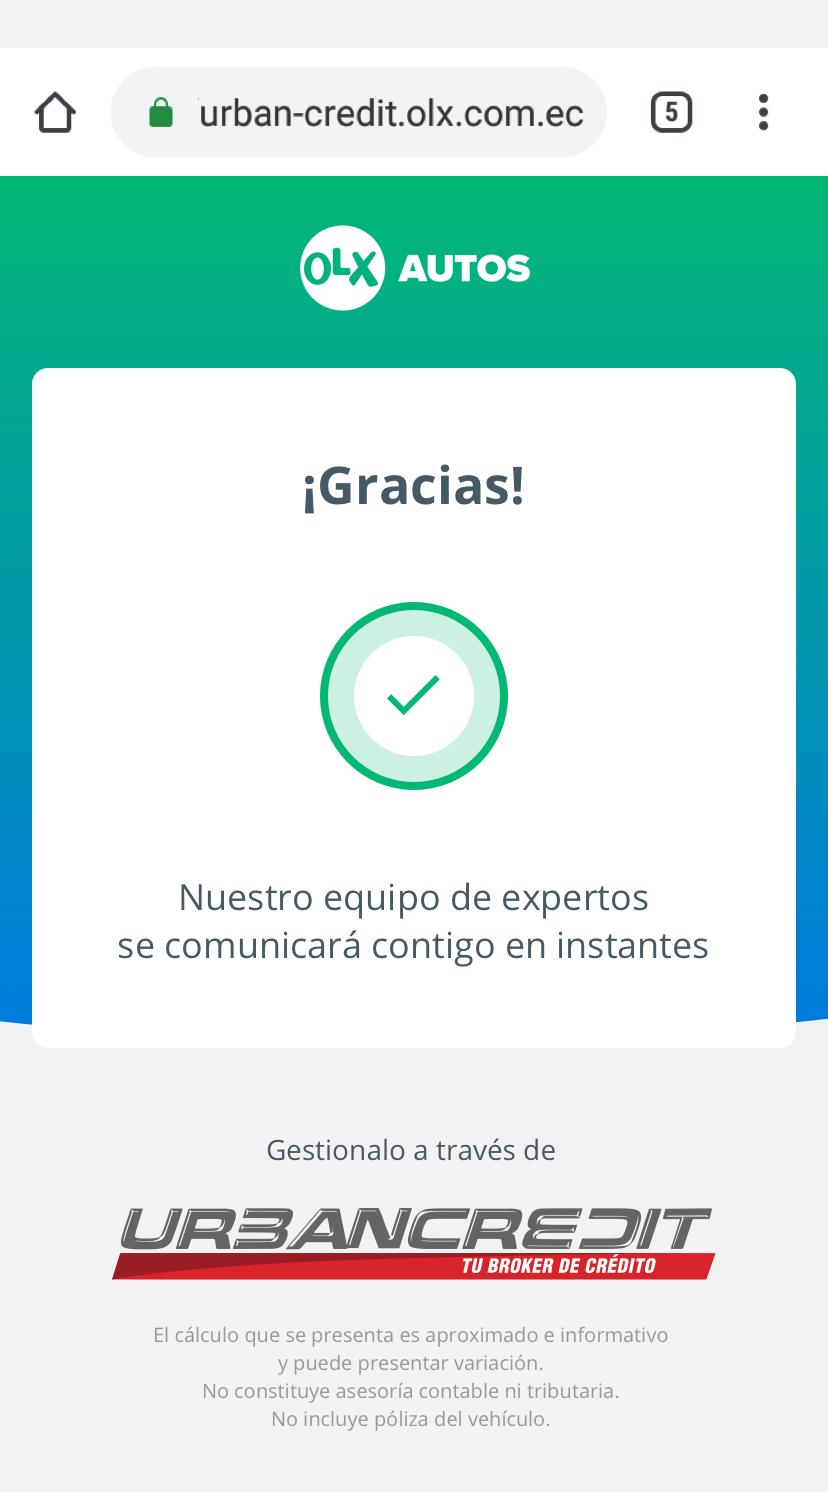 urban-credit.olx.com.ec
5
OLX AUTOS
¡Gracias!
Nuestro equipo de expertos
se comunicará contigo en instantes
Gestionalo a través de
URBANCREDIT
TU BROKER DE CRÉDITO
El cálculo que se presenta es aproximado e informativo
y puede presentar variación.
No constituye asesoría contable ni tributaria.
No incluye póliza del vehículo.